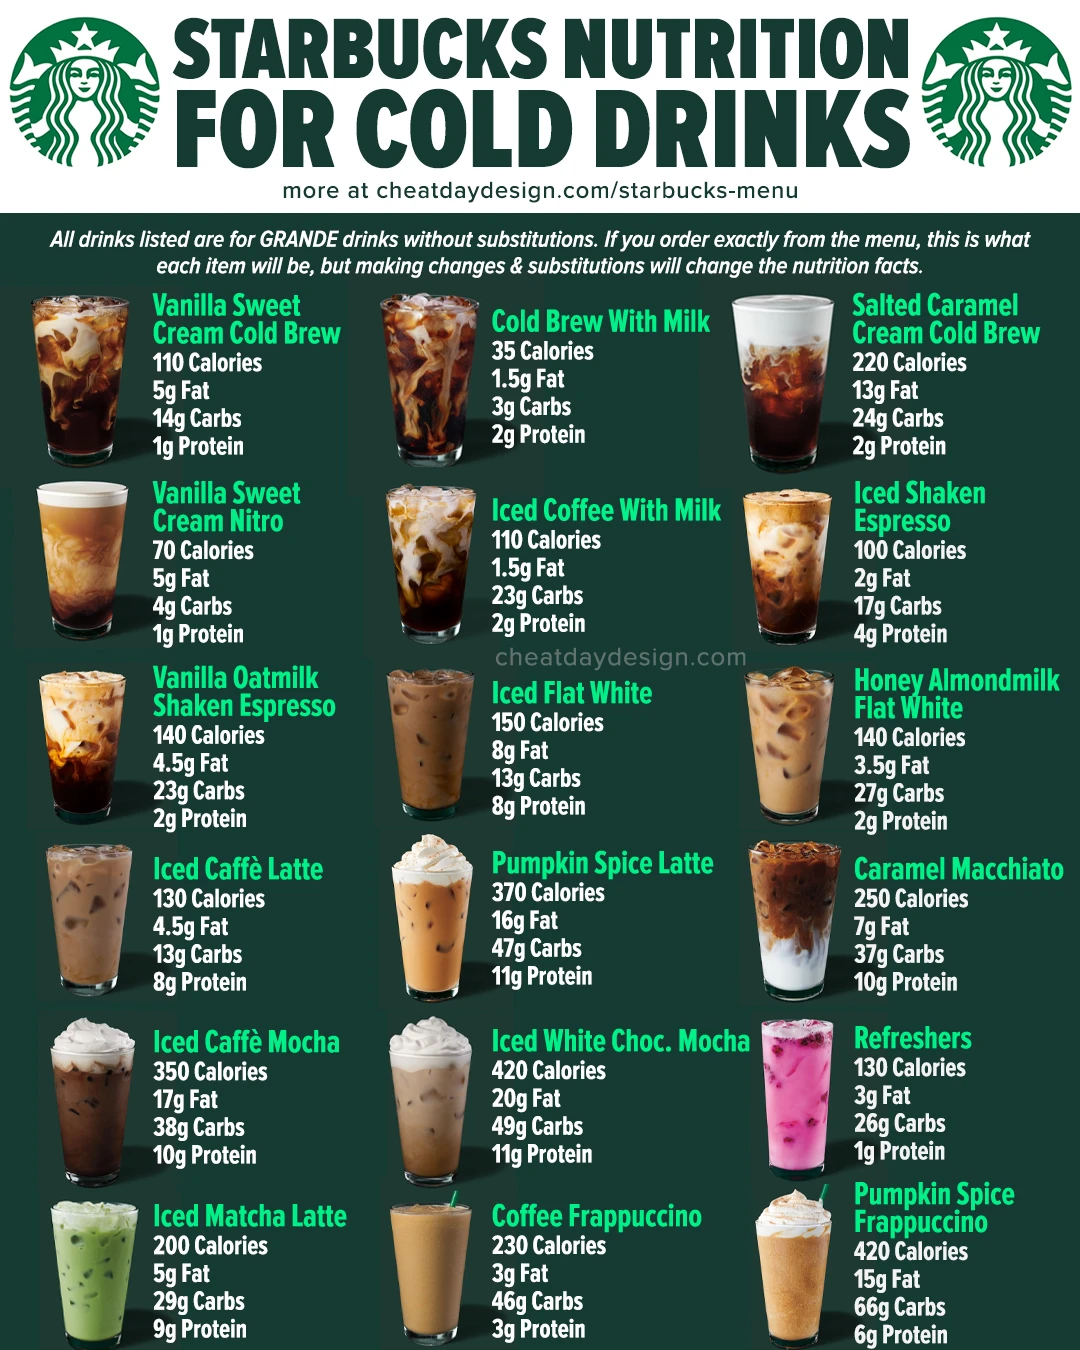 STARBUCKS NUTRITION
FOR COLD DRINKS
more at cheatdaydesign.com/starbucks-menu
All drinks listed are for GRANDE drinks without substitutions. If you order exactly from the menu, this is what
each item will be, but making changes & substitutions will change the nutrition facts.
Vanilla Sweet
Cream Cold Brew
110 Calories
5g Fat
14g Carbs
1g Protein
Cold Brew With Milk
35 Calories
1.5g Fat
3g Carbs
2g Protein
Salted Caramel
Cream Cold Brew
220 Calories
13g Fat
24g Carbs
2g Protein
Vanilla Sweet
Cream Nitro
70 Calories
5g Fat
4g Carbs
1g Protein
Iced Coffee With Milk
110 Calories
1.5g Fat
23g Carbs
2g Protein
Iced Shaken
Espresso
100 Calories
2g Fat
17g Carbs
4g Protein
cheatdaydesign.com
Vanilla Oatmilk
Shaken Espresso
140 Calories
4.5g Fat
23g Carbs
2g Protein
Iced Flat White
150 Calories
8g Fat
13g Carbs
8g Protein
Honey Almondmilk
Flat White
140 Calories
3.5g Fat
27g Carbs
2g Protein
Iced Caffè Latte
130 Calories
4.5g Fat
13g Carbs
8g Protein
Pumpkin Spice Latte
370 Calories
16g Fat
47g Carbs
11g Protein
Caramel Macchiato
250 Calories
7g Fat
37g Carbs
10g Protein
Iced Caffè Mocha
350 Calories
17g Fat
38g Carbs
10g Protein
Iced White Choc. Mocha
420 Calories
20g Fat
49g Carbs
11g Protein
Refreshers
130 Calories
3g Fat
26g Carbs
1g Protein
Iced Matcha Latte
200 Calories
5g Fat
29g Carbs
9g Protein
Coffee Frappuccino
230 Calories
3g Fat
46g Carbs
3g Protein
Pumpkin Spice
Frappuccino
420 Calories
15g Fat
66g Carbs
6g Protein